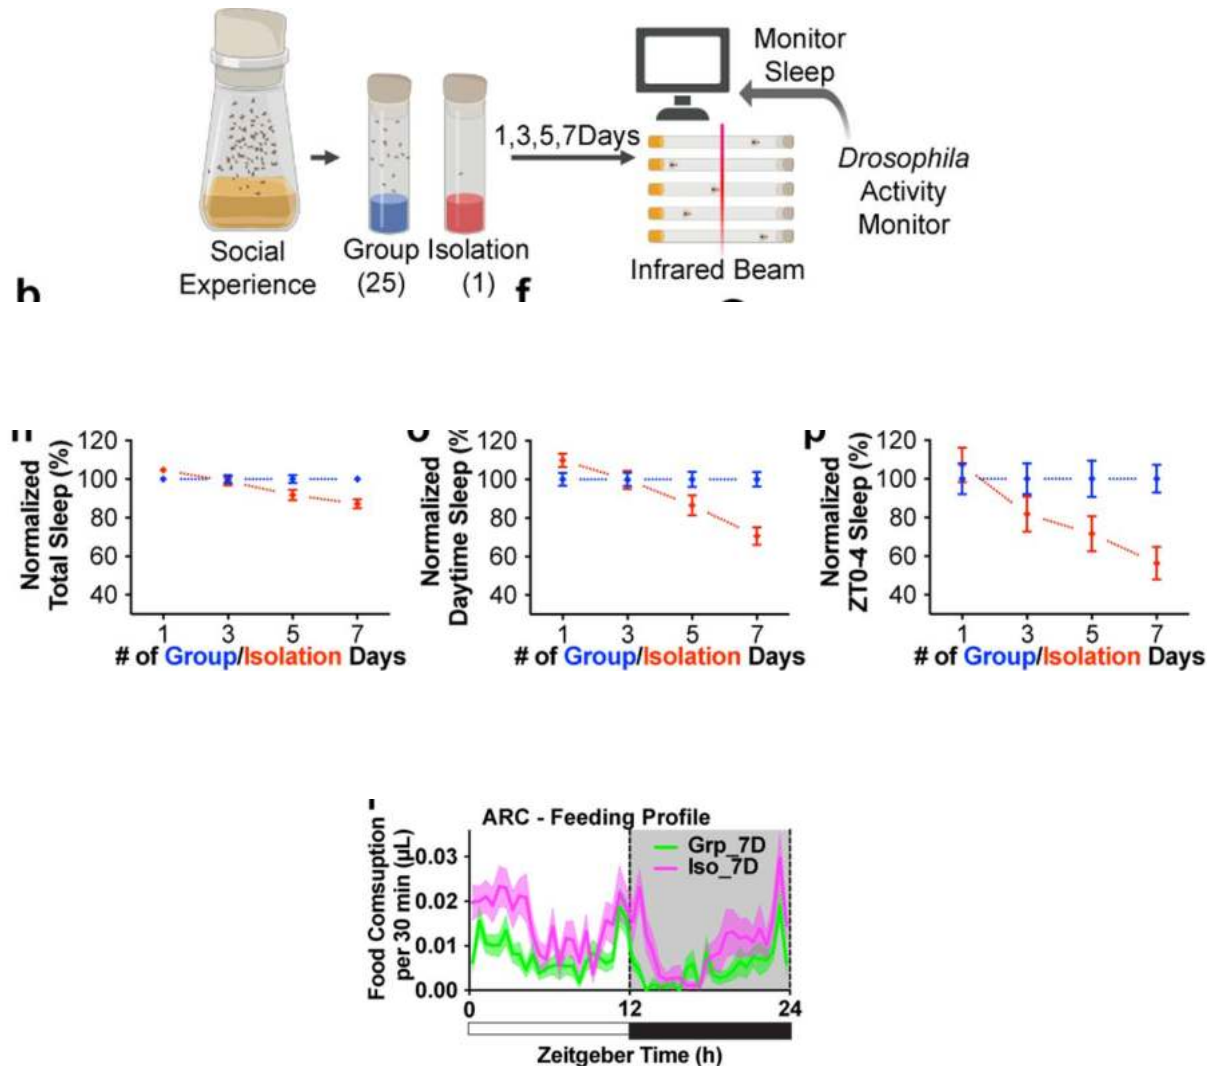 Monitor
Sleep
1,3,5,7Days
Drosophila
Activity
Monitor
Social
Experience
Group
(25)
Isolation
(1)
Infrared Beam
b
f
Normalized
Total Sleep (%)
120
100
80
60
40
1 3 5 7
# of Group/Isolation Days
Normalized
Daytime Sleep (%
120
100
80
60
40
1 3 5 7
# of Group/Isolation Days
p
Normalized
ZT0-4 Sleep (%)
120
100
80
60
40
1 3 5 7
# of Group/Isolation Days
ARC - Feeding Profile
Food Comsuption
per 30 min (µL)
0.03
0.02
0.01
0.00
Grp_7D
Iso_7D
0 12 24
Zeitgeber Time (h)